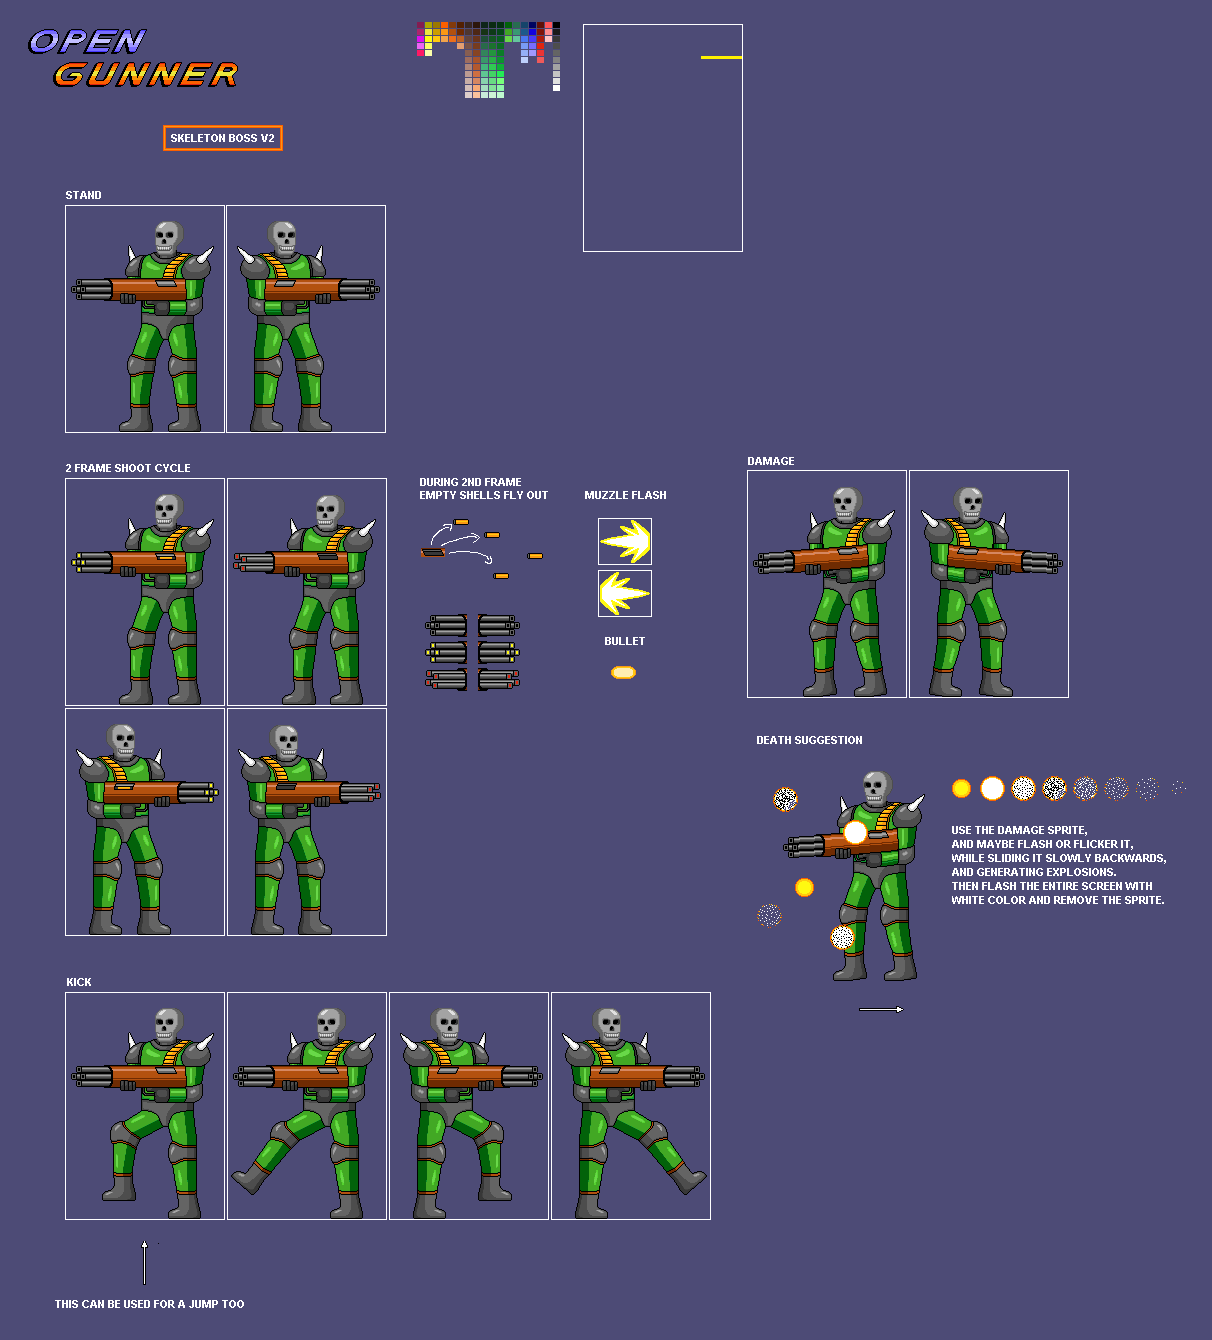 OPEN
GUNNER
SKELETON BOSS V2
STAND
2 FRAME SHOOT CYCLE
DURING 2ND FRAME
EMPTY SHELLS FLY OUT
MUZZLE FLASH
BULLET
DAMAGE
DEATH SUGGESTION
USE THE DAMAGE SPRITE,
AND MAYBE FLASH OR FLICKER IT,
WHILE SLIDING IT SLOWLY BACKWARDS,
AND GENERATING EXPLOSIONS.
THEN FLASH THE ENTIRE SCREEN WITH
WHITE COLOR AND REMOVE THE SPRITE.
KICK
THIS CAN BE USED FOR A JUMP TOO